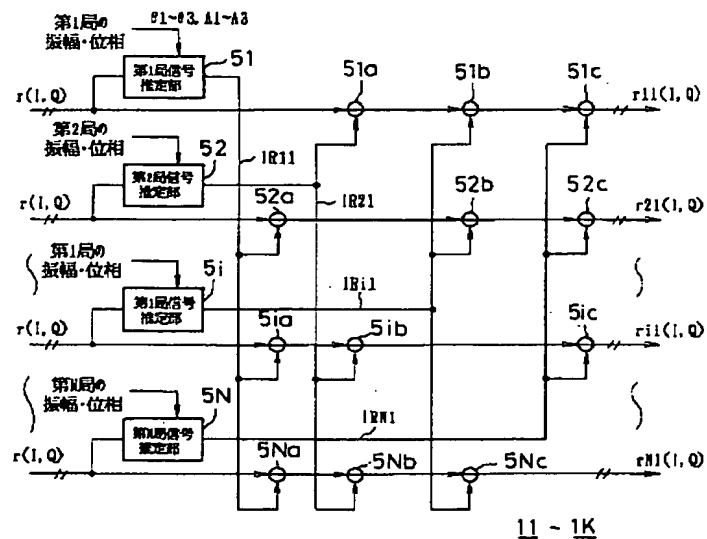 第1局の
振幅・位相
θ1~θ3, A1~A3
第1局信号
推定部
51
51a
51b
51c
r(I,Q)
r11(I,Q)
第2局の
振幅・位相
第2局信号
推定部
52
IR11
IR21
52a
52b
52c
r(I,Q)
r21(I,Q)
第i局の
振幅・位相
第i局信号
推定部
5i
IRi1
5ia
5ib
5ic
r(I,Q)
ri1(I,Q)
第N局の
振幅・位相
第N局信号
推定部
5N
IRN1
5Na
5Nb
5Nc
r(I,Q)
rN1(I,Q)
11 ~ 1K